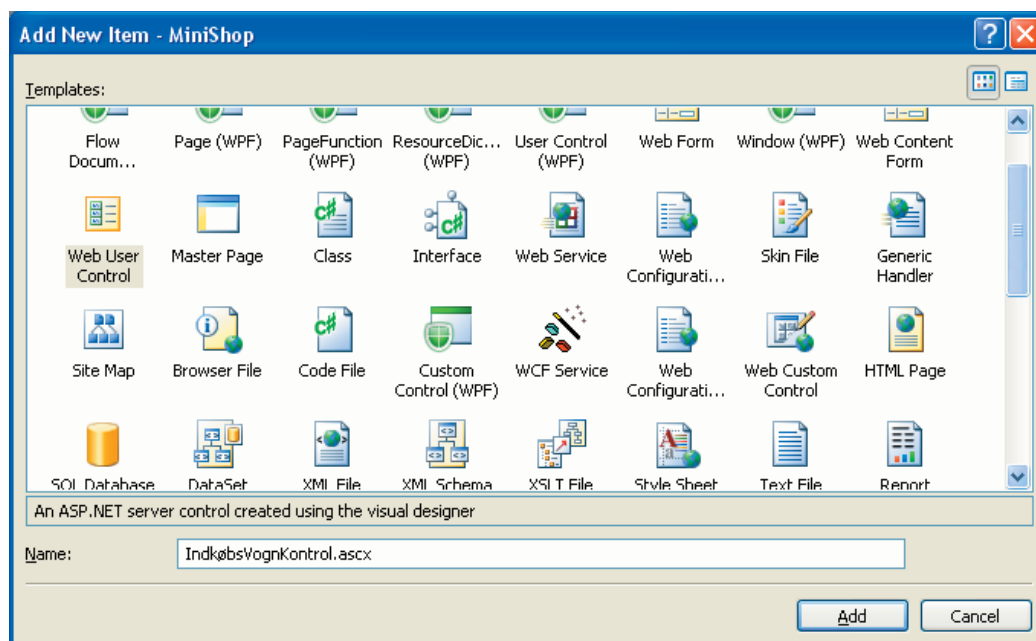 Add New Item - MiniShop
Templates:
Flow Docum...
Page (WPF)
PageFunction (WPF)
ResourceDic... (WPF)
User Control (WPF)
Web Form
Window (WPF)
Web Content Form
Web User Control
Master Page
Class
Interface
Web Service
Web Configurati...
Skin File
Generic Handler
Site Map
Browser File
Code File
Custom Control (WPF)
WCF Service
Web Configurati...
Web Custom Control
HTML Page
SQL Database
DataSet
XML File
XML Schema
XSLT File
Style Sheet
Text File
Report
An ASP.NET server control created using the visual designer
Name:
IndkøbsVognKontrol.ascx
Add
Cancel